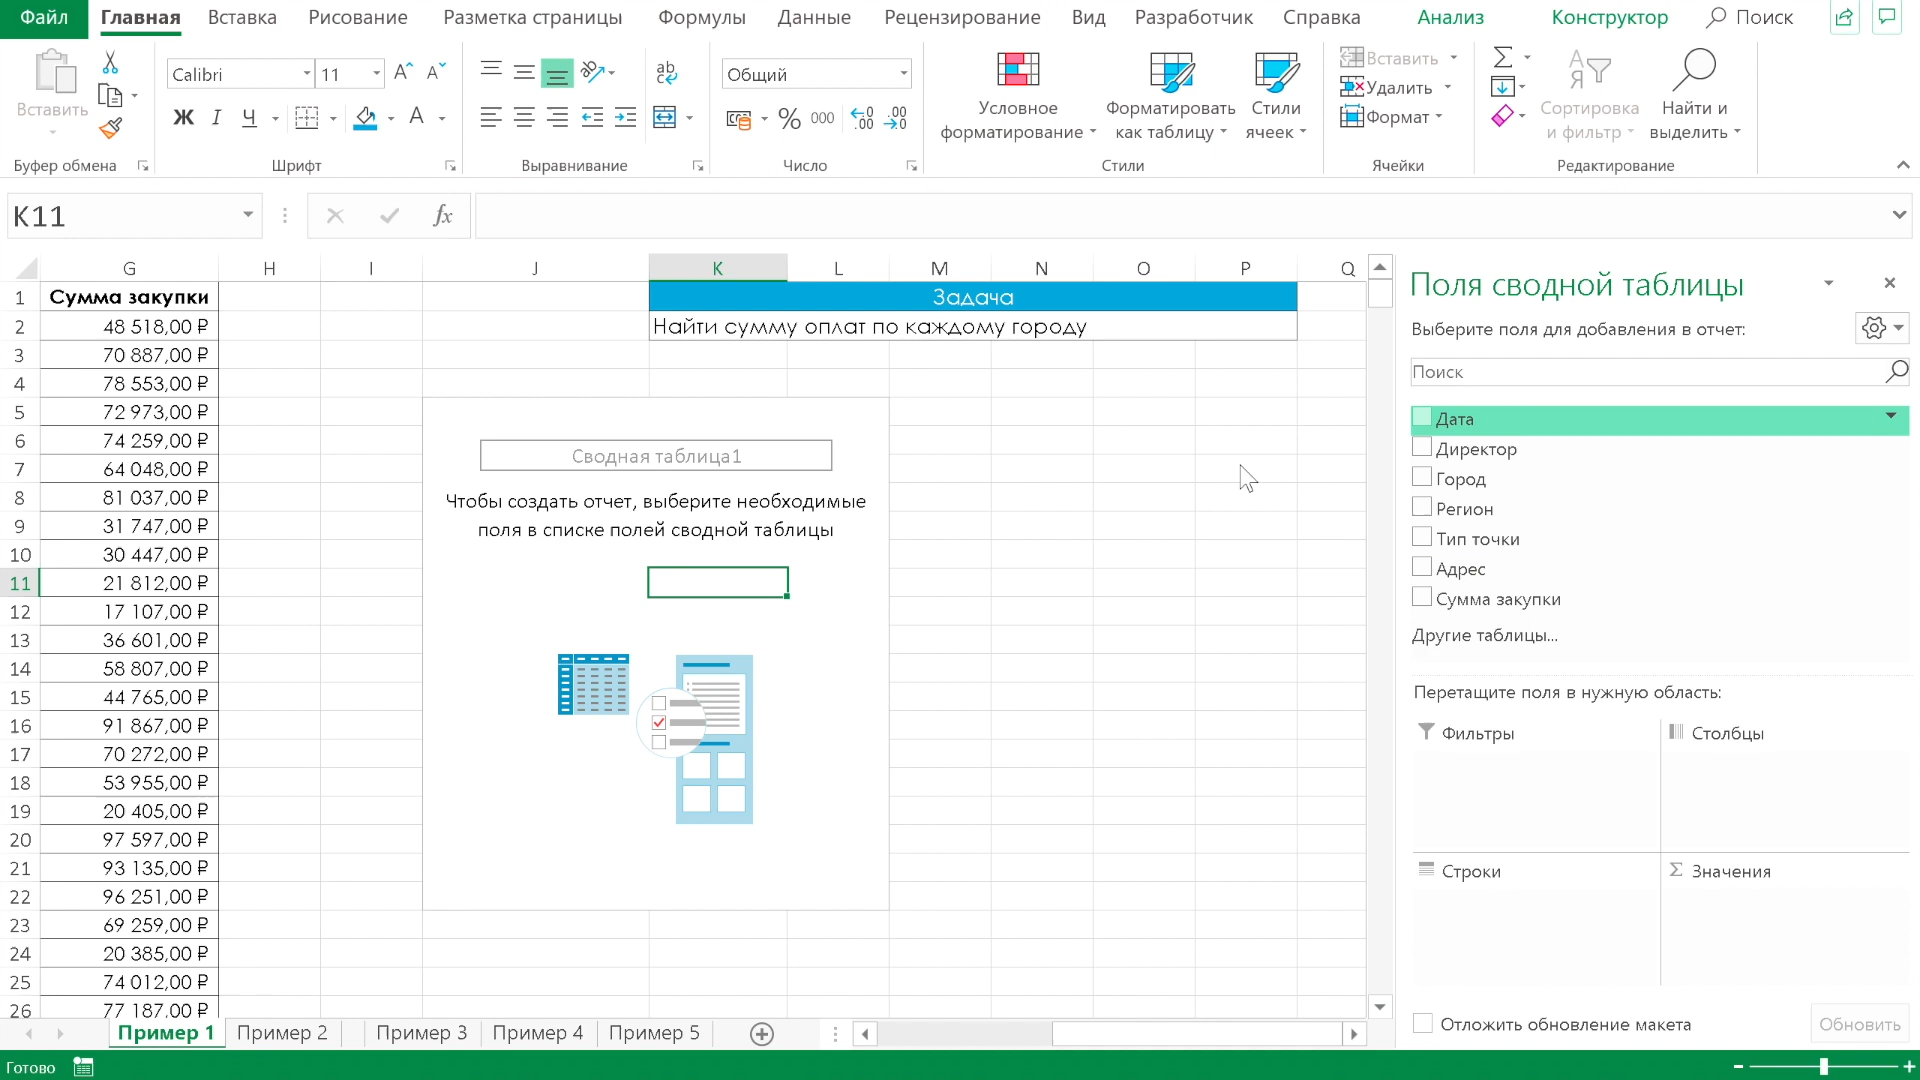 Файл Главная Вставка Рисование Разметка страницы Формулы Данные Рецензирование Вид Разработчик Справка Анализ Конструктор Поиск
Вставить
Буфер обмена
Calibri 11
Ж К Ч
Шрифт
ab
Выравнивание
Общий
% 000 ,00 ,00
Число
Условное форматирование
Форматировать как таблицу
Стили ячеек
Стили
Вставить
Удалить
Формат
Ячейки
Сортировка и фильтр
Найти и выделить
Редактирование
K11
fx
G H I J K L M N O P Q
1 Сумма закупки Задача
2 48 518,00 ₽ Найти сумму оплат по каждому городу
3 70 887,00 ₽
4 78 553,00 ₽
5 72 973,00 ₽
6 74 259,00 ₽
7 64 048,00 ₽
8 81 037,00 ₽
9 31 747,00 ₽
10 30 447,00 ₽
11 21 812,00 ₽
12 17 107,00 ₽
13 36 601,00 ₽
14 58 807,00 ₽
15 44 765,00 ₽
16 91 867,00 ₽
17 70 272,00 ₽
18 53 955,00 ₽
19 20 405,00 ₽
20 97 597,00 ₽
21 93 135,00 ₽
22 96 251,00 ₽
23 69 259,00 ₽
24 20 385,00 ₽
25 74 012,00 ₽
26 77 187,00 ₽
Сводная таблица1
Чтобы создать отчет, выберите необходимые
поля в списке полей сводной таблицы
Поля сводной таблицы
Выберите поля для добавления в отчет:
Поиск
Дата
Директор
Город
Регион
Тип точки
Адрес
Сумма закупки
Другие таблицы...
Перетащите поля в нужную область:
Фильтры
Столбцы
Строки
Σ Значения
Отложить обновление макета Обновить
Пример 1 Пример 2 Пример 3 Пример 4 Пример 5
Готово